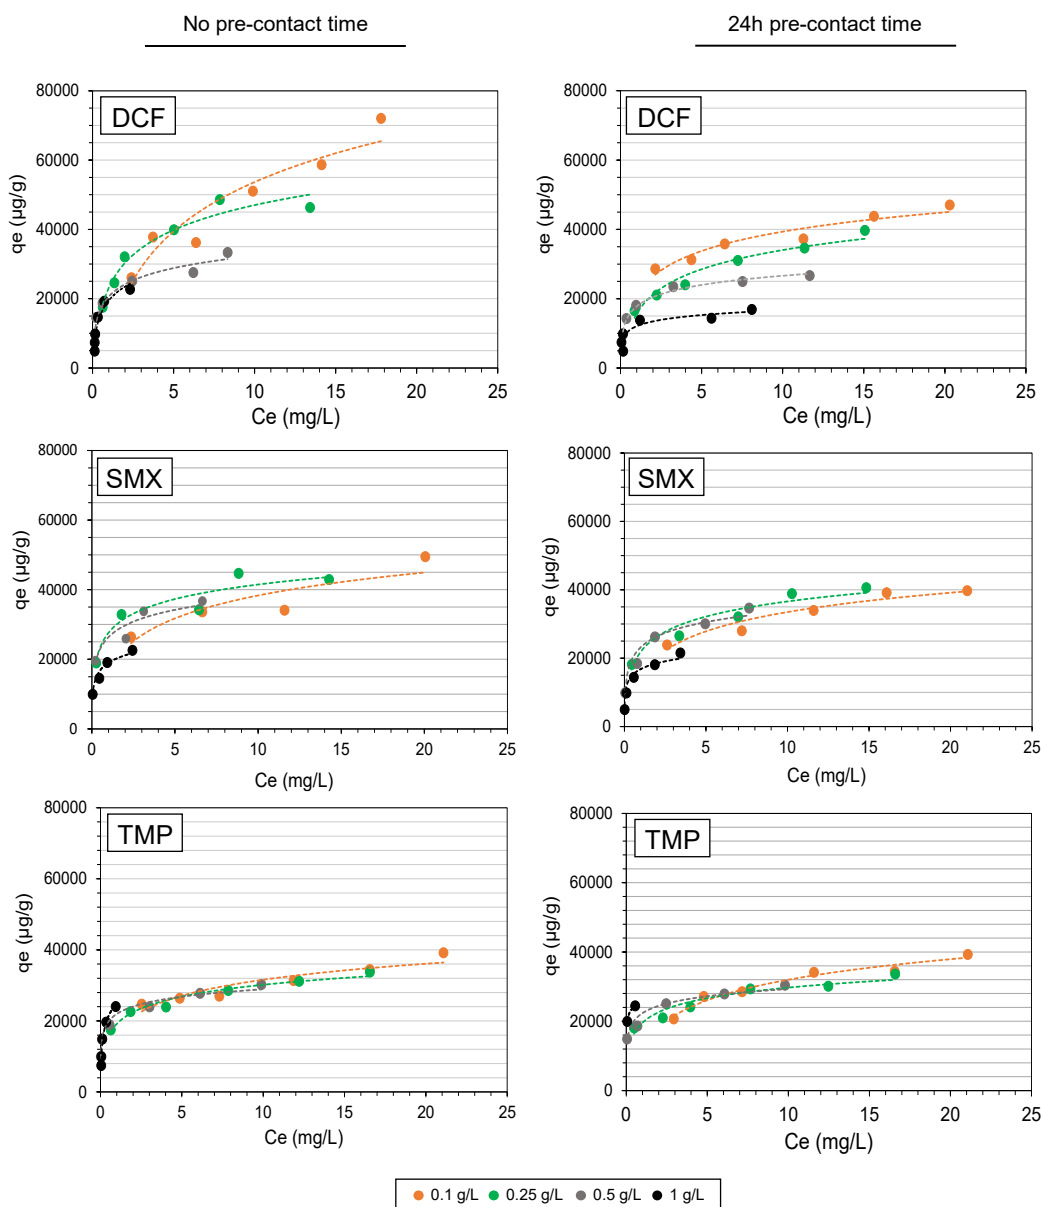 No pre-contact time
24h pre-contact time
80000
60000
40000
20000
0
qe (µg/g)
DCF
0 5 10 15 20 25
Ce (mg/L)
80000
60000
40000
20000
0
qe (µg/g)
DCF
0 5 10 15 20 25
Ce (mg/L)
80000
60000
40000
20000
0
qe (µg/g)
SMX
0 5 10 15 20 25
Ce (mg/L)
80000
60000
40000
20000
0
qe (µg/g)
SMX
0 5 10 15 20 25
Ce (mg/L)
80000
60000
40000
20000
0
qe (µg/g)
TMP
0 5 10 15 20 25
Ce (mg/L)
80000
60000
40000
20000
0
qe (µg/g)
TMP
0 5 10 15 20 25
Ce (mg/L)
0.1 g/L 0.25 g/L 0.5 g/L 1 g/L